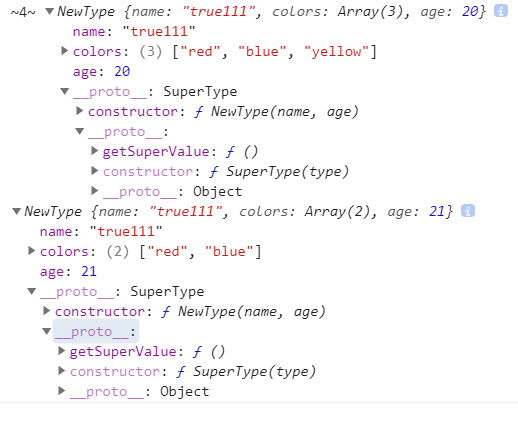 ~4~ ▼NewType {name: "true111", colors: Array(3), age: 20} i
name: "true111"
▶colors: (3) ["red", "blue", "yellow"]
age: 20
▼__proto__: SuperType
▶constructor: ƒ NewType(name, age)
▼__proto__:
▶getSuperValue: ƒ ()
▶constructor: ƒ SuperType(type)
▶__proto__: Object
▼NewType {name: "true111", colors: Array(2), age: 21} i
name: "true111"
▶colors: (2) ["red", "blue"]
age: 21
▼__proto__: SuperType
▶constructor: ƒ NewType(name, age)
▼__proto__:
▶getSuperValue: ƒ ()
▶constructor: ƒ SuperType(type)
▶__proto__: Object